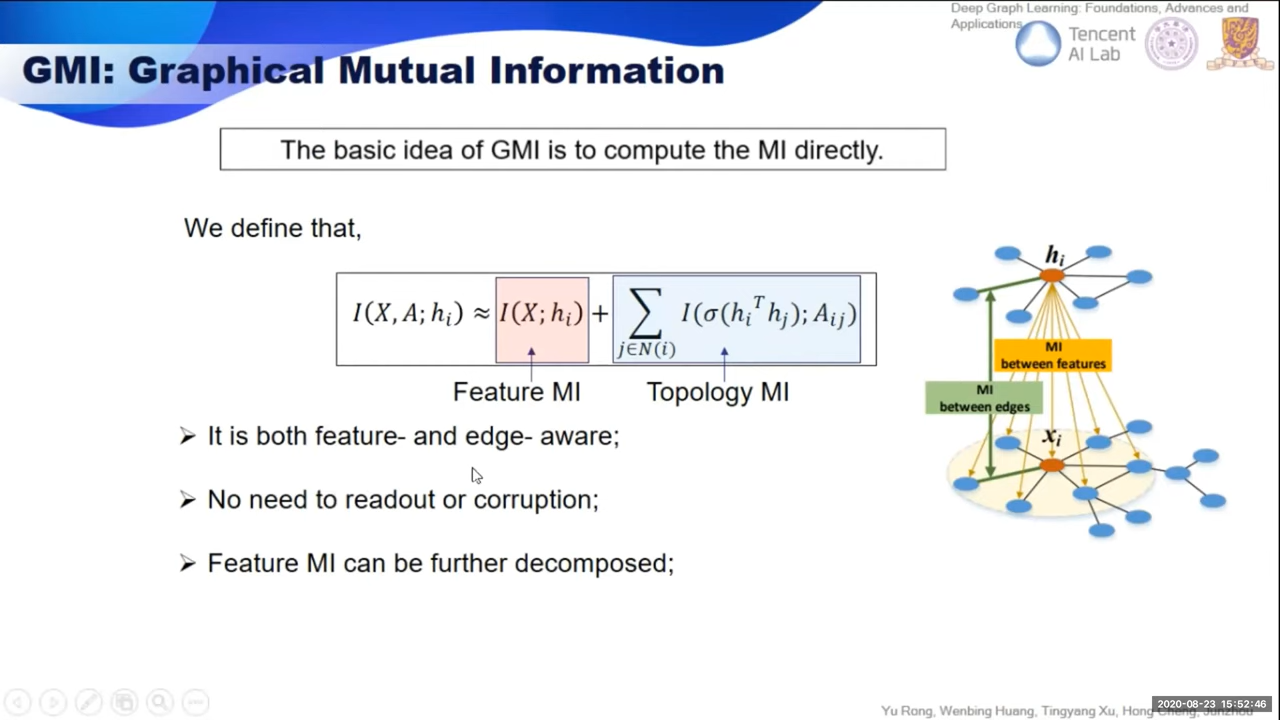 Deep Graph Learning: Foundations, Advances and
Applications
Tencent
AI Lab
GMI: Graphical Mutual Information
The basic idea of GMI is to compute the MI directly.
We define that,
I(X, A; h_i) ≈ I(X; h_i) + ∑_{j∈N(i)} I(σ(h_i^T h_j); A_{ij})
Feature MI
Topology MI
➢ It is both feature- and edge- aware;
➢ No need to readout or corruption;
➢ Feature MI can be further decomposed;
h_i
MI
between features
MI
between edges
x_i
2020-08-23 15:52:46
Yu Rong, Wenbing Huang, Tingyang Xu, Hong Cheng, Junzhou